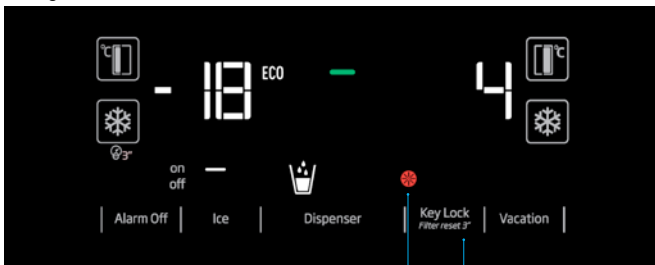 °C
-18
ECO
4
°C
3"
on
off
Alarm Off
Ice
Dispenser
Key Lock
Filter reset 3"
Vacation